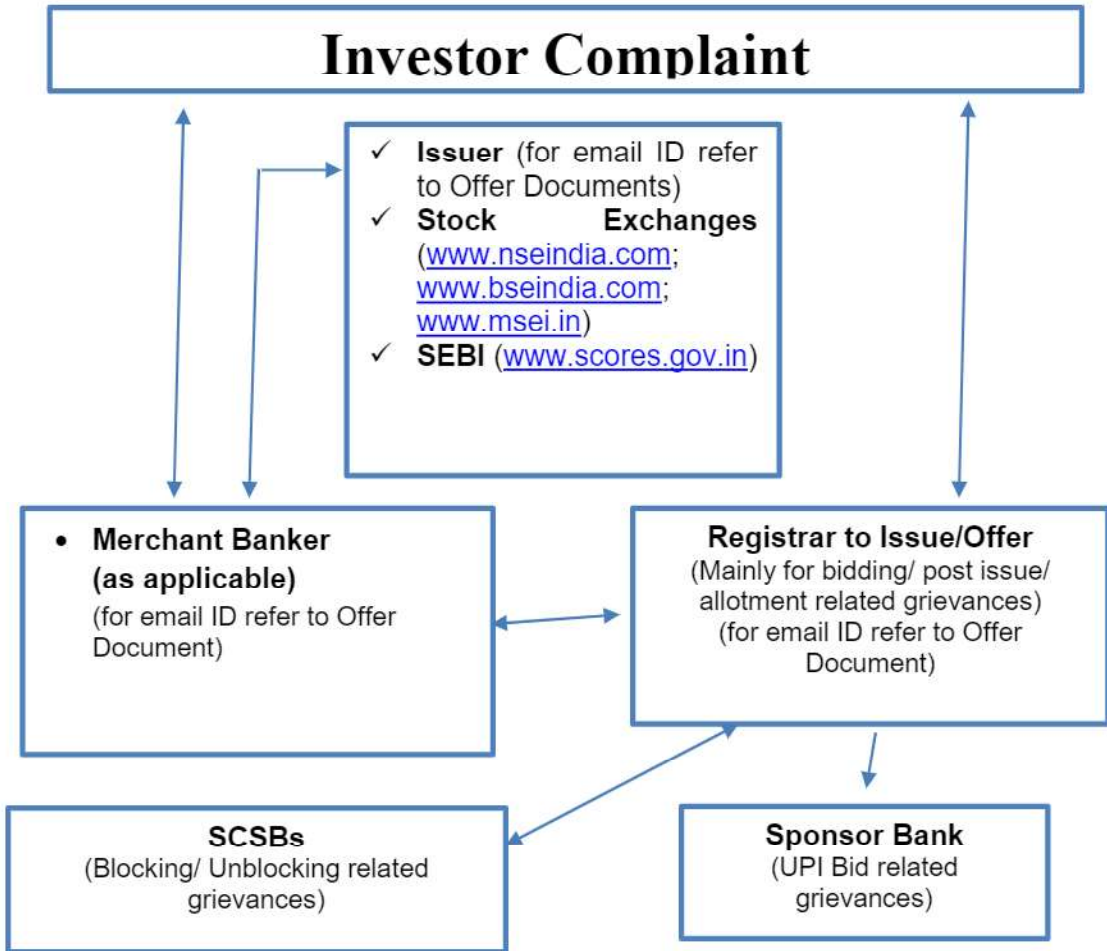 Investor Complaint
✓ Issuer (for email ID refer
to Offer Documents)
✓ Stock Exchanges
(www.nseindia.com;
www.bseindia.com;
www.msei.in)
✓ SEBI (www.scores.gov.in)
• Merchant Banker
(as applicable)
(for email ID refer to Offer
Document)
Registrar to Issue/Offer
(Mainly for bidding/ post issue/
allotment related grievances)
(for email ID refer to Offer
Document)
SCSBs
(Blocking/ Unblocking related
grievances)
Sponsor Bank
(UPI Bid related
grievances)